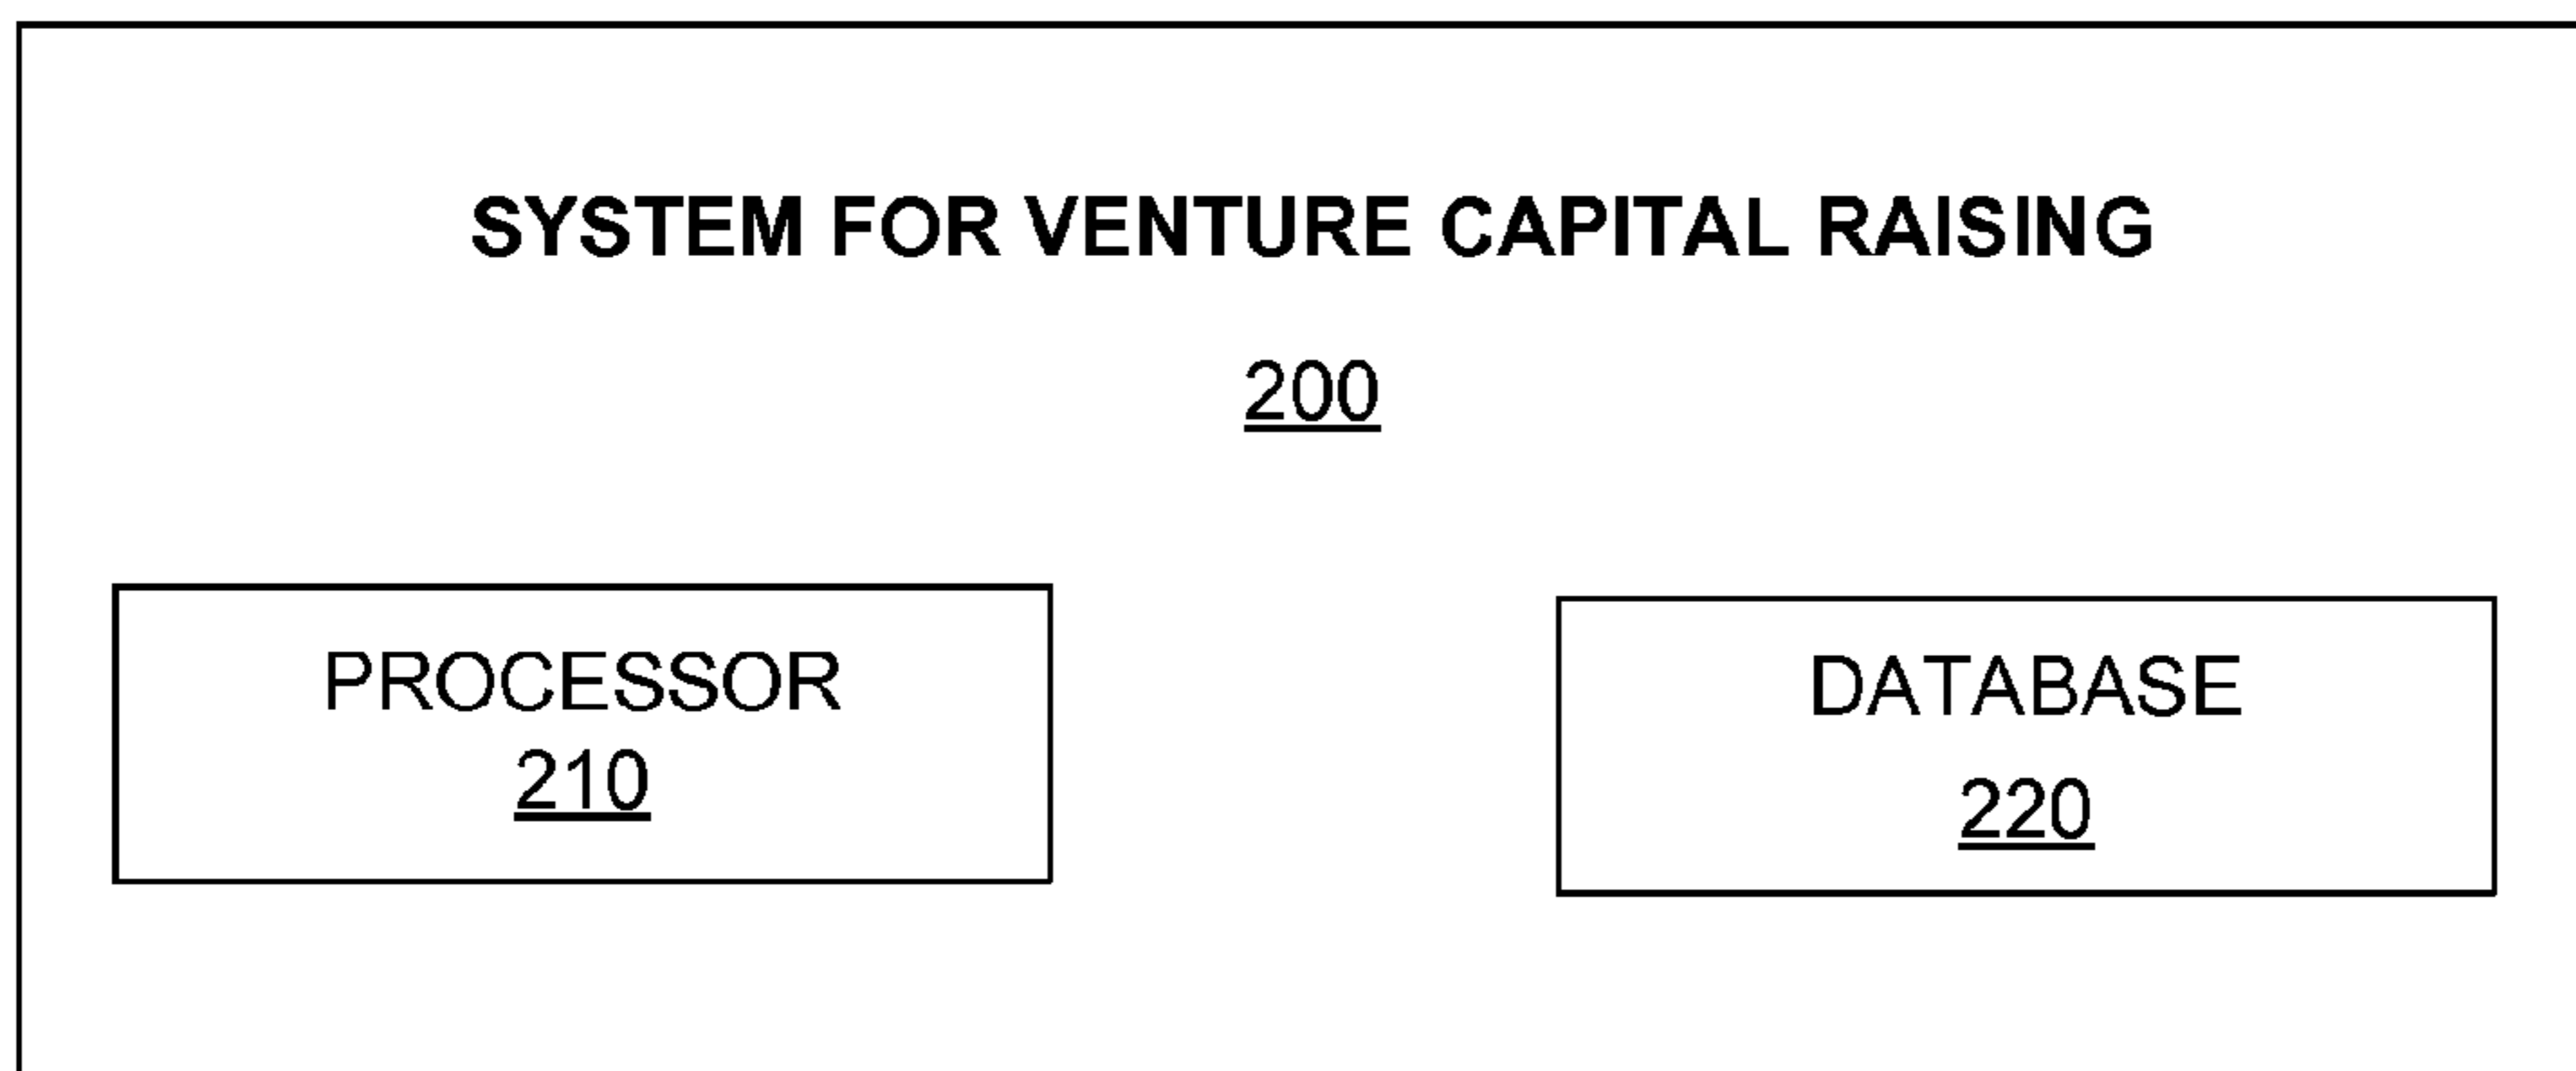 SYSTEM FOR VENTURE CAPITAL RAISING
200
PROCESSOR
210
DATABASE
220